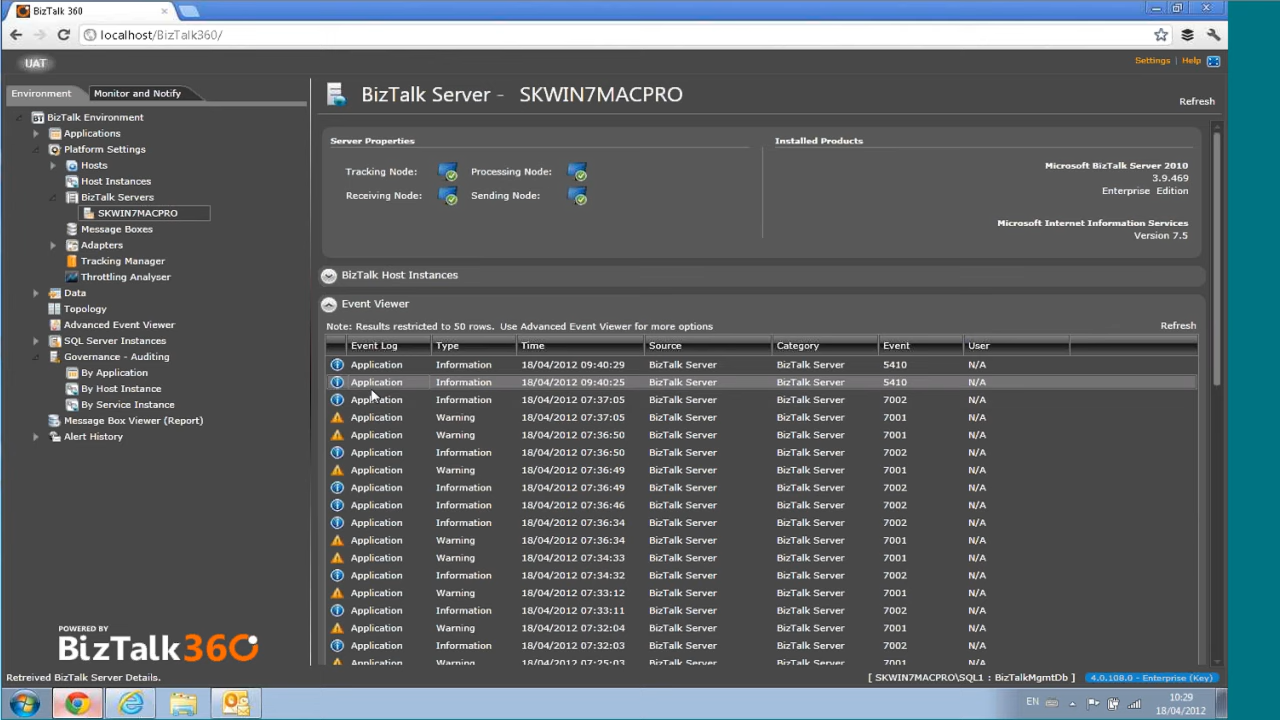 BizTalk 360
localhost/BizTalk360/
UAT
Settings | Help
Environment
Monitor and Notify
BizTalk Environment
Applications
Platform Settings
Hosts
Host Instances
BizTalk Servers
SKWIN7MACPRO
Message Boxes
Adapters
Tracking Manager
Throttling Analyser
Data
Topology
Advanced Event Viewer
SQL Server Instances
Governance - Auditing
By Application
By Host Instance
By Service Instance
Message Box Viewer (Report)
Alert History
POWERED BY
BizTalk360
BizTalk Server - SKWIN7MACPRO
Refresh
Server Properties
Tracking Node: Processing Node:
Receiving Node: Sending Node:
Installed Products
Microsoft BizTalk Server 2010
3.9.469
Enterprise Edition
Microsoft Internet Information Services
Version 7.5
BizTalk Host Instances
Event Viewer
Note: Results restricted to 50 rows. Use Advanced Event Viewer for more options
Refresh
Event Log Type Time Source Category Event User
Application Information 18/04/2012 09:40:29 BizTalk Server BizTalk Server 5410 N/A
Application Information 18/04/2012 09:40:25 BizTalk Server BizTalk Server 5410 N/A
Application Information 18/04/2012 07:37:05 BizTalk Server BizTalk Server 7002 N/A
Application Warning 18/04/2012 07:37:05 BizTalk Server BizTalk Server 7001 N/A
Application Warning 18/04/2012 07:36:50 BizTalk Server BizTalk Server 7001 N/A
Application Information 18/04/2012 07:36:50 BizTalk Server BizTalk Server 7002 N/A
Application Warning 18/04/2012 07:36:49 BizTalk Server BizTalk Server 7001 N/A
Application Information 18/04/2012 07:36:49 BizTalk Server BizTalk Server 7002 N/A
Application Information 18/04/2012 07:36:46 BizTalk Server BizTalk Server 7002 N/A
Application Information 18/04/2012 07:36:34 BizTalk Server BizTalk Server 7002 N/A
Application Warning 18/04/2012 07:36:34 BizTalk Server BizTalk Server 7001 N/A
Application Warning 18/04/2012 07:34:33 BizTalk Server BizTalk Server 7001 N/A
Application Information 18/04/2012 07:34:32 BizTalk Server BizTalk Server 7002 N/A
Application Warning 18/04/2012 07:33:12 BizTalk Server BizTalk Server 7001 N/A
Application Information 18/04/2012 07:33:11 BizTalk Server BizTalk Server 7002 N/A
Application Warning 18/04/2012 07:32:04 BizTalk Server BizTalk Server 7001 N/A
Application Information 18/04/2012 07:32:03 BizTalk Server BizTalk Server 7002 N/A
Application Warning 18/04/2012 07:25:03 BizTalk Server BizTalk Server 7001 N/A
Retreived BizTalk Server Details.
[ SKWIN7MACPRO\SQL1 : BizTalkMgmtDb ]
4.0.108.0 - Enterprise (Key)
EN
10:29
18/04/2012